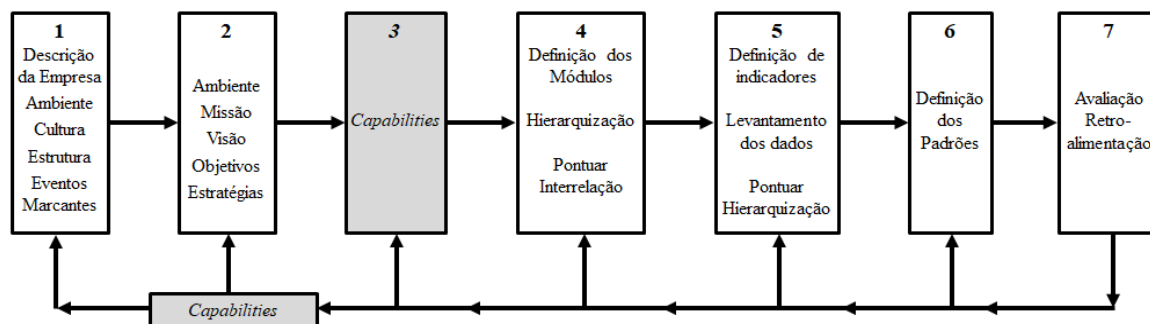 1
Descrição
da Empresa
Ambiente
Cultura
Estrutura
Eventos
Marcantes
2
Ambiente
Missão
Visão
Objetivos
Estratégias
3
Capabilities
4
Definição dos
Módulos
Hierarquização
Pontuar
Interrelação
5
Definição de
indicadores
Levantamento
dos dados
Pontuar
Hierarquização
6
Definição
dos
Padrões
7
Avaliação
Retro-
alimentação
Capabilities